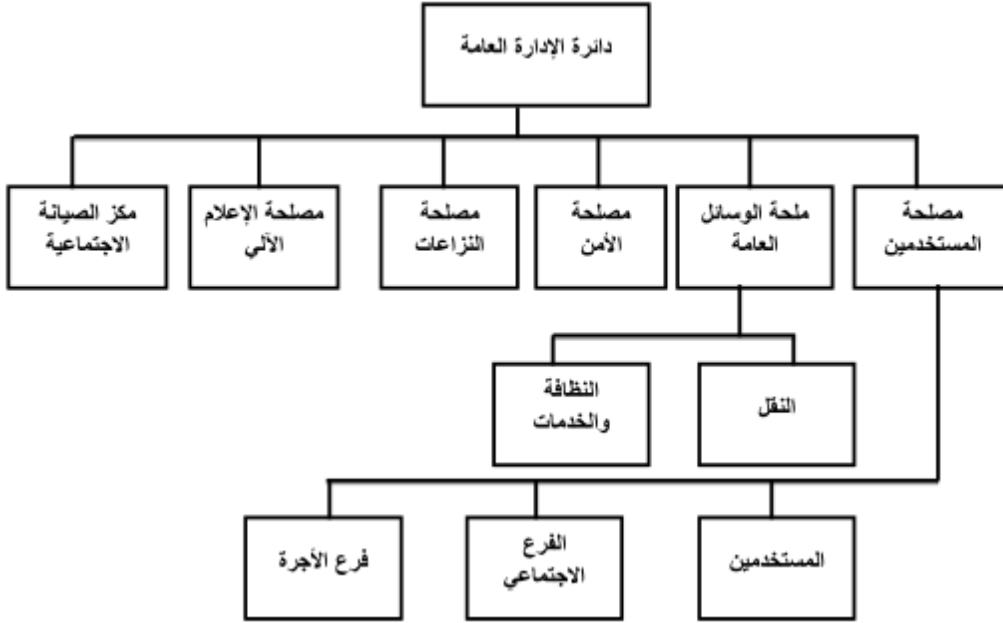 دائرة الإدارة العامة
مصلحة
المستخدمين
ملحة الوسائل
العامة
مصلحة
الأمن
مصلحة
النزاعات
مصلحة الإعلام
الآلي
مكز الصيانة
الاجتماعية
النقل
النظافة
والخدمات
المستخدمين
الفرع
الاجتماعي
فرع الأجرة